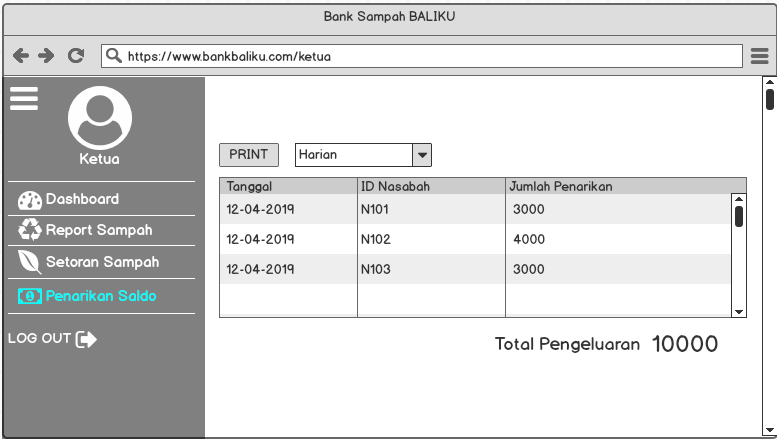 Bank Sampah BALIKU
https://www.bankbaliku.com/ketua
Ketua
Dashboard
Report Sampah
Setoran Sampah
Penarikan Saldo
LOG OUT
PRINT Harian
Tanggal ID Nasabah Jumlah Penarikan
12-04-2019 N101 3000
12-04-2019 N102 4000
12-04-2019 N103 3000
Total Pengeluaran 10000